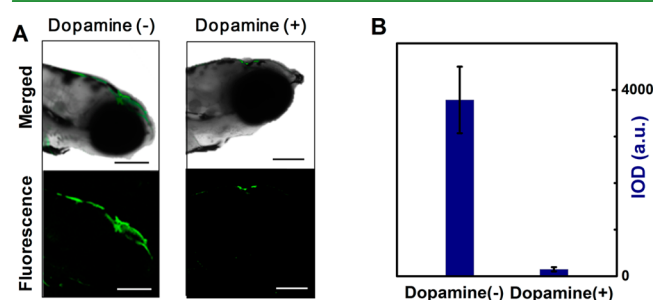 A
Dopamine (-)
Dopamine (+)
Merged
Fluorescence
B
4000
0
IOD (a.u.)
Dopamine(-) Dopamine(+)